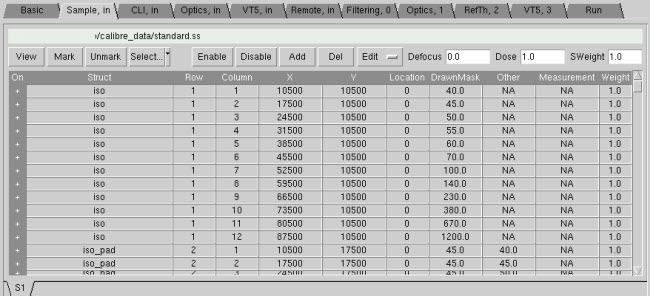 Basic Sample, in CLI, in Optics, in VT5, in Remote, in Filtering, 0 Optics, 1 RefTh, 2 VT5, 3 Run
v/calibre_data/standard.ss
View Mark Unmark Select... Enable Disable Add Del Edit Defocus 0.0 Dose 1.0 SWeight 1.0
On Struct Row Column X Y Location DrawnMask Other Measurement Weight
+ iso 1 1 10500 10500 0 40.0 NA NA 1.0
+ iso 1 2 17500 10500 0 45.0 NA NA 1.0
+ iso 1 3 24500 10500 0 50.0 NA NA 1.0
+ iso 1 4 31500 10500 0 55.0 NA NA 1.0
+ iso 1 5 38500 10500 0 60.0 NA NA 1.0
+ iso 1 6 45500 10500 0 70.0 NA NA 1.0
+ iso 1 7 52500 10500 0 100.0 NA NA 1.0
+ iso 1 8 59500 10500 0 140.0 NA NA 1.0
+ iso 1 9 66500 10500 0 230.0 NA NA 1.0
+ iso 1 10 73500 10500 0 380.0 NA NA 1.0
+ iso 1 11 80500 10500 0 670.0 NA NA 1.0
+ iso 1 12 87500 10500 0 1200.0 NA NA 1.0
+ iso_pad 2 1 10500 17500 0 45.0 40.0 NA 1.0
+ iso_pad 2 2 17500 17500 0 45.0 45.0 NA 1.0
+ iso_pad 2 3 24500 17500 0 45.0 50.0 NA 1.0
S1